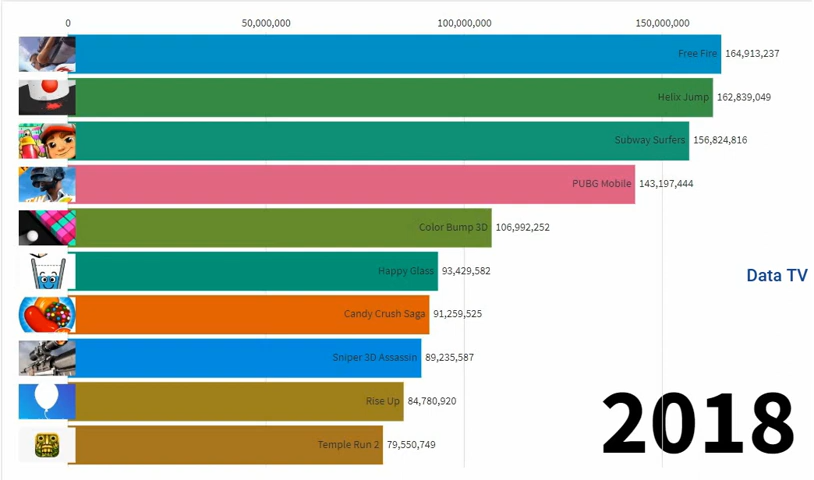 0 50,000,000 100,000,000 150,000,000
Free Fire 164,913,237
Helix Jump 162,839,049
Subway Surfers 156,824,816
PUBG Mobile 143,197,444
Color Bump 3D 106,992,252
Happy Glass 93,429,582
Data TV
Candy Crush Saga 91,259,525
Sniper 3D Assassin 89,235,587
Rise Up 84,780,920
2018
Temple Run 2 79,550,749